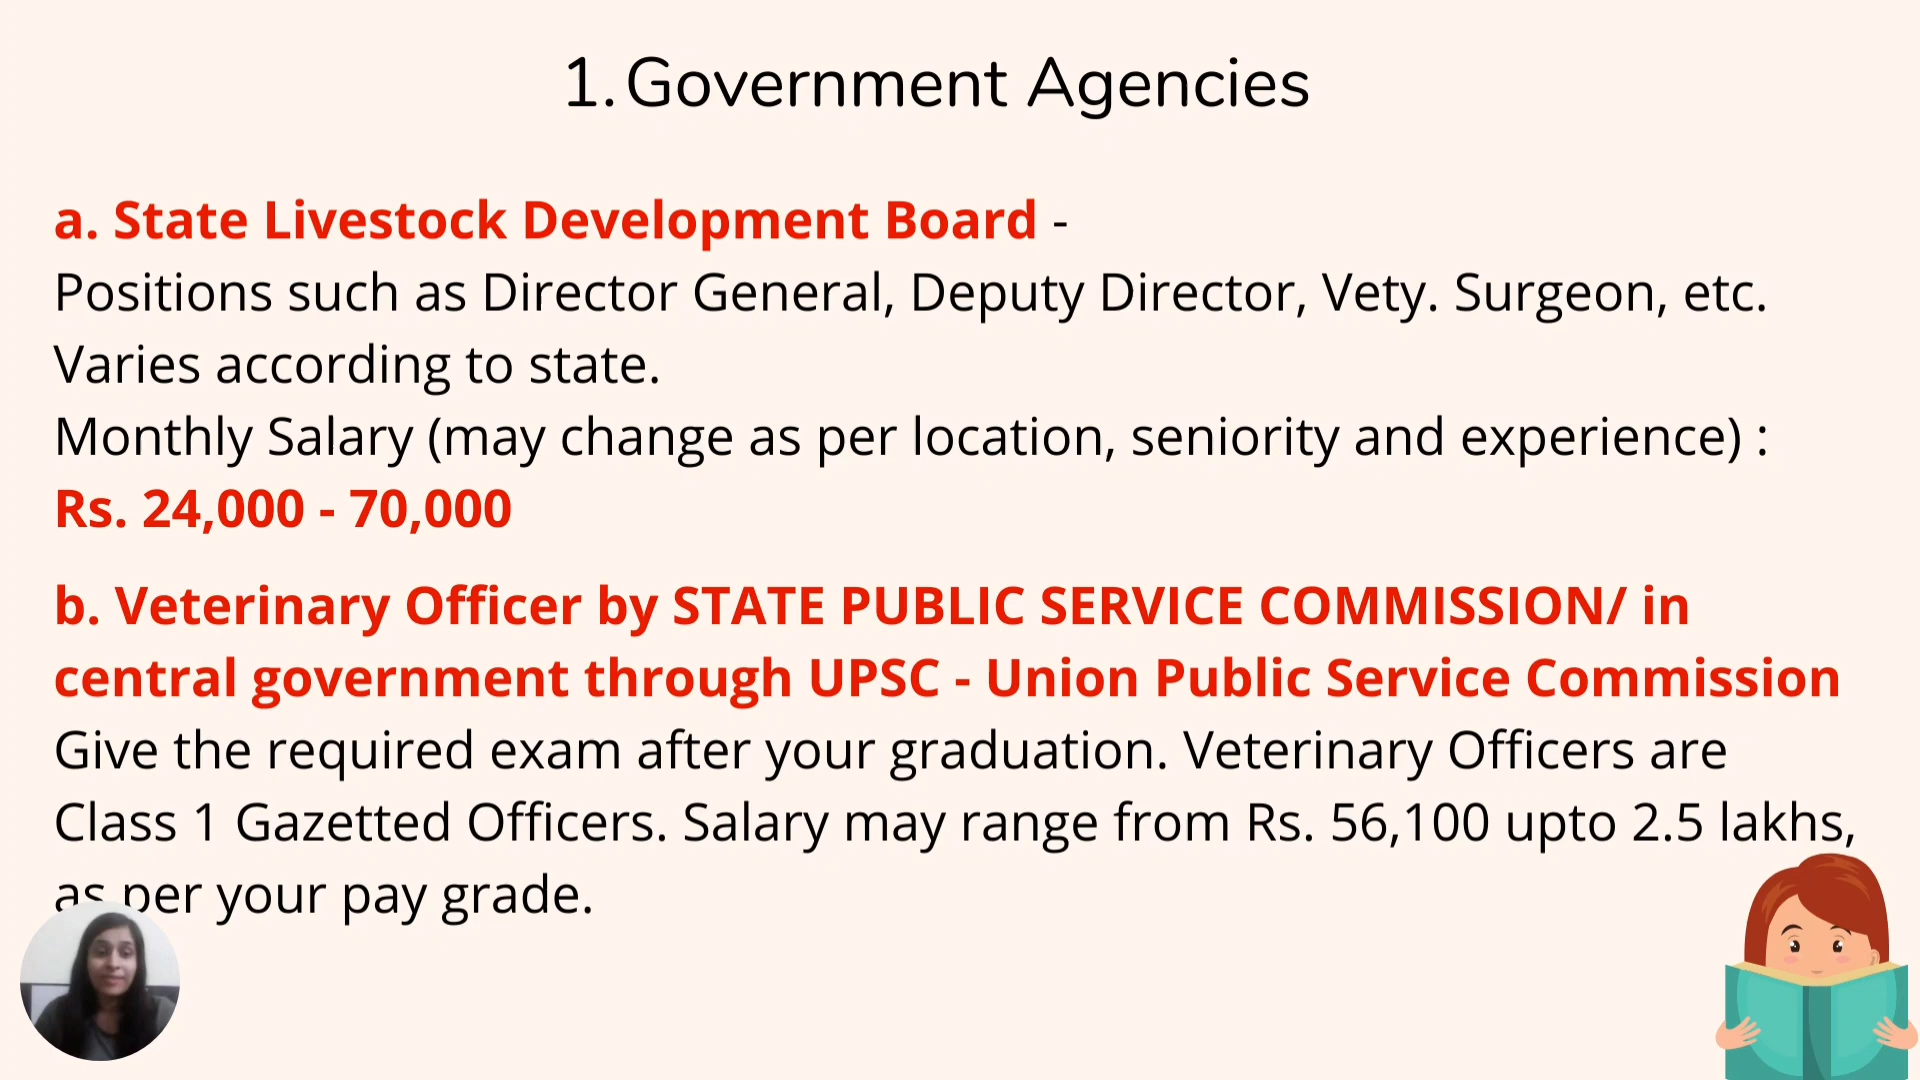 1. Government Agencies
a. State Livestock Development Board -
Positions such as Director General, Deputy Director, Vety. Surgeon, etc.
Varies according to state.
Monthly Salary (may change as per location, seniority and experience) :
Rs. 24,000 - 70,000
b. Veterinary Officer by STATE PUBLIC SERVICE COMMISSION/ in
central government through UPSC - Union Public Service Commission
Give the required exam after your graduation. Veterinary Officers are
Class 1 Gazetted Officers. Salary may range from Rs. 56,100 upto 2.5 lakhs,
as per your pay grade.